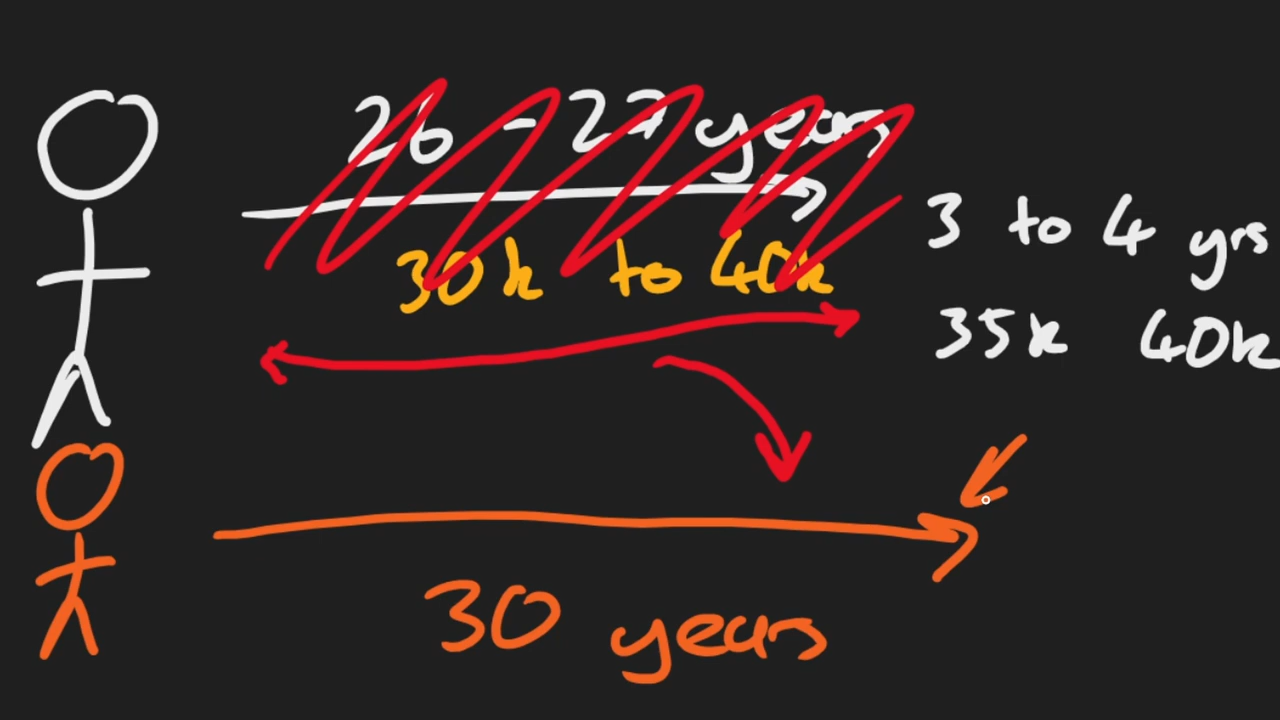 26 - 27 years
30k to 40k
3 to 4 yrs
35k 40k
30 years